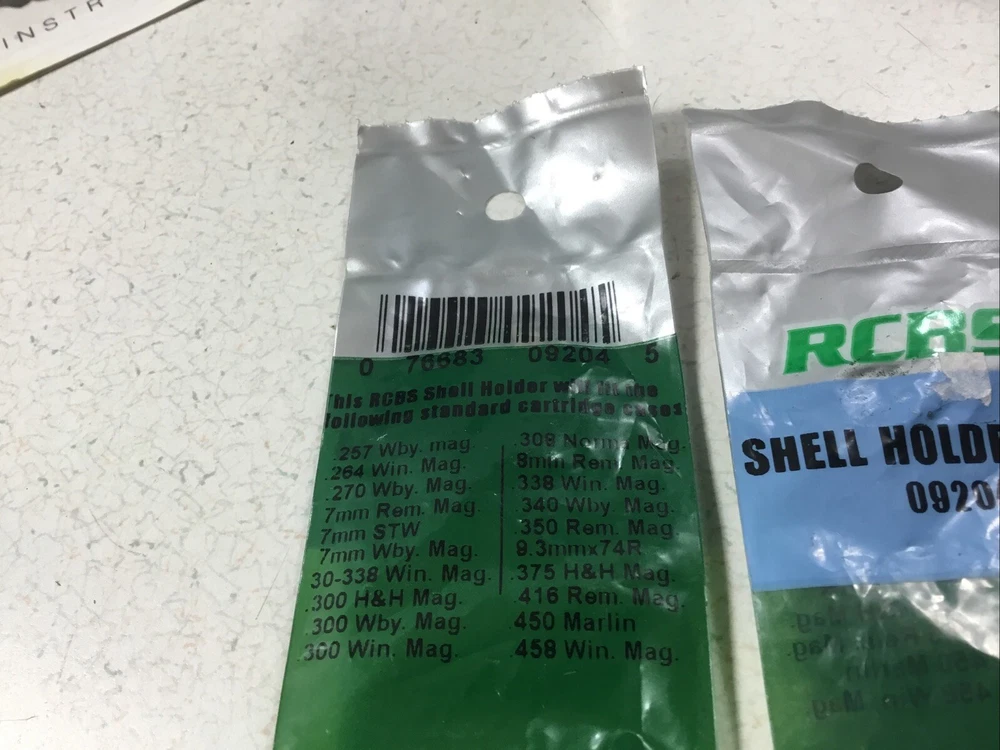 INSTR
0 76683 09204 5
This RCBS Shell Holder will fit the
following standard cartridge cases:
.257 Wby. mag.
.264 Win. Mag.
.270 Wby. Mag.
7mm Rem. Mag.
7mm STW
7mm Wby. Mag.
30-338 Win. Mag.
.300 H&H Mag.
.300 Wby. Mag.
.300 Win. Mag.
.308 Norma Mag.
8mm Rem. Mag.
.338 Win. Mag.
.340 Wby. Mag.
.350 Rem. Mag.
9.3mmx74R
.375 H&H Mag.
.416 Rem. Mag.
.450 Marlin
.458 Win. Mag.
RCBS
SHELL HOLDE
0920